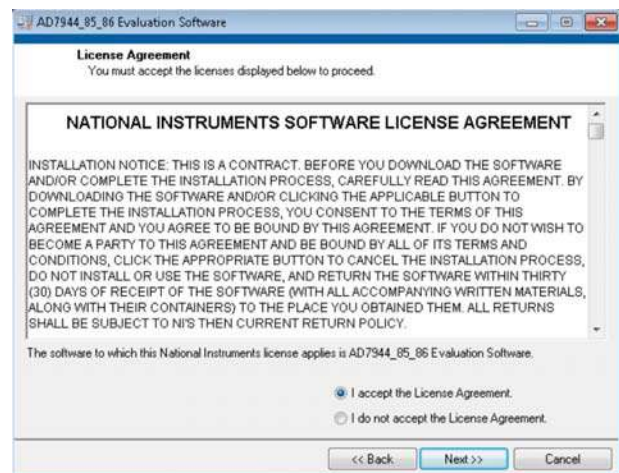 AD7944_85_86 Evaluation Software
License Agreement
You must accept the licenses displayed below to proceed.
NATIONAL INSTRUMENTS SOFTWARE LICENSE AGREEMENT
INSTALLATION NOTICE: THIS IS A CONTRACT. BEFORE YOU DOWNLOAD THE SOFTWARE
AND/OR COMPLETE THE INSTALLATION PROCESS, CAREFULLY READ THIS AGREEMENT. BY
DOWNLOADING THE SOFTWARE AND/OR CLICKING THE APPLICABLE BUTTON TO
COMPLETE THE INSTALLATION PROCESS, YOU CONSENT TO THE TERMS OF THIS
AGREEMENT AND YOU AGREE TO BE BOUND BY THIS AGREEMENT. IF YOU DO NOT WISH TO
BECOME A PARTY TO THIS AGREEMENT AND BE BOUND BY ALL OF ITS TERMS AND
CONDITIONS, CLICK THE APPROPRIATE BUTTON TO CANCEL THE INSTALLATION PROCESS,
DO NOT INSTALL OR USE THE SOFTWARE, AND RETURN THE SOFTWARE WITHIN THIRTY
(30) DAYS OF RECEIPT OF THE SOFTWARE (WITH ALL ACCOMPANYING WRITTEN MATERIALS,
ALONG WITH THEIR CONTAINERS) TO THE PLACE YOU OBTAINED THEM. ALL RETURNS
SHALL BE SUBJECT TO NI'S THEN CURRENT RETURN POLICY.
The software to which this National Instruments license applies is AD7944_85_86 Evaluation Software.
I accept the License Agreement.
I do not accept the License Agreement.
<< Back
Next >>
Cancel